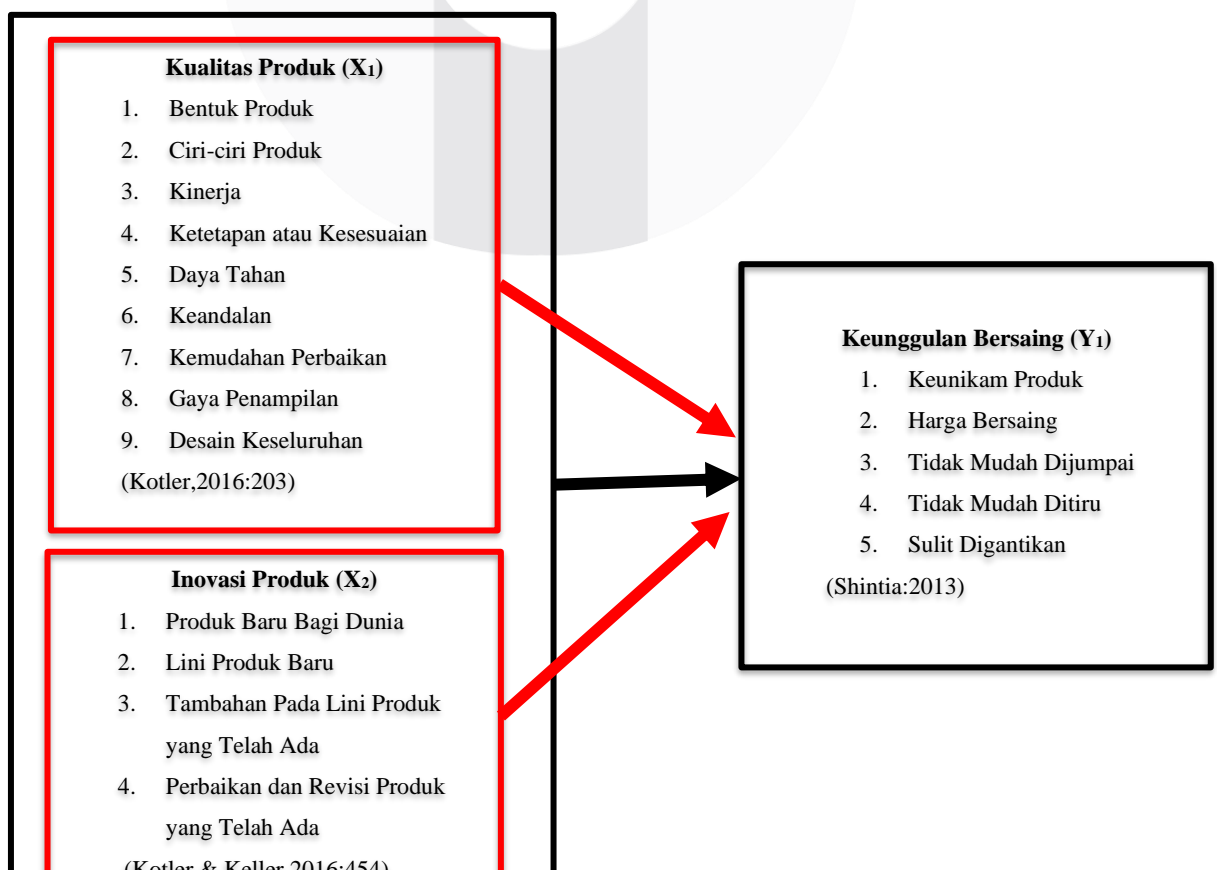 Kualitas Produk (X₁)
1. Bentuk Produk
2. Ciri-ciri Produk
3. Kinerja
4. Ketetapan atau Kesesuaian
5. Daya Tahan
6. Keandalan
7. Kemudahan Perbaikan
8. Gaya Penampilan
9. Desain Keseluruhan
(Kotler,2016:203)
Inovasi Produk (X₂)
1. Produk Baru Bagi Dunia
2. Lini Produk Baru
3. Tambahan Pada Lini Produk
yang Telah Ada
4. Perbaikan dan Revisi Produk
yang Telah Ada
(Kotler & Keller,2016:454)
Keunggulan Bersaing (Y₁)
1. Keunikam Produk
2. Harga Bersaing
3. Tidak Mudah Dijumpai
4. Tidak Mudah Ditiru
5. Sulit Digantikan
(Shintia:2013)